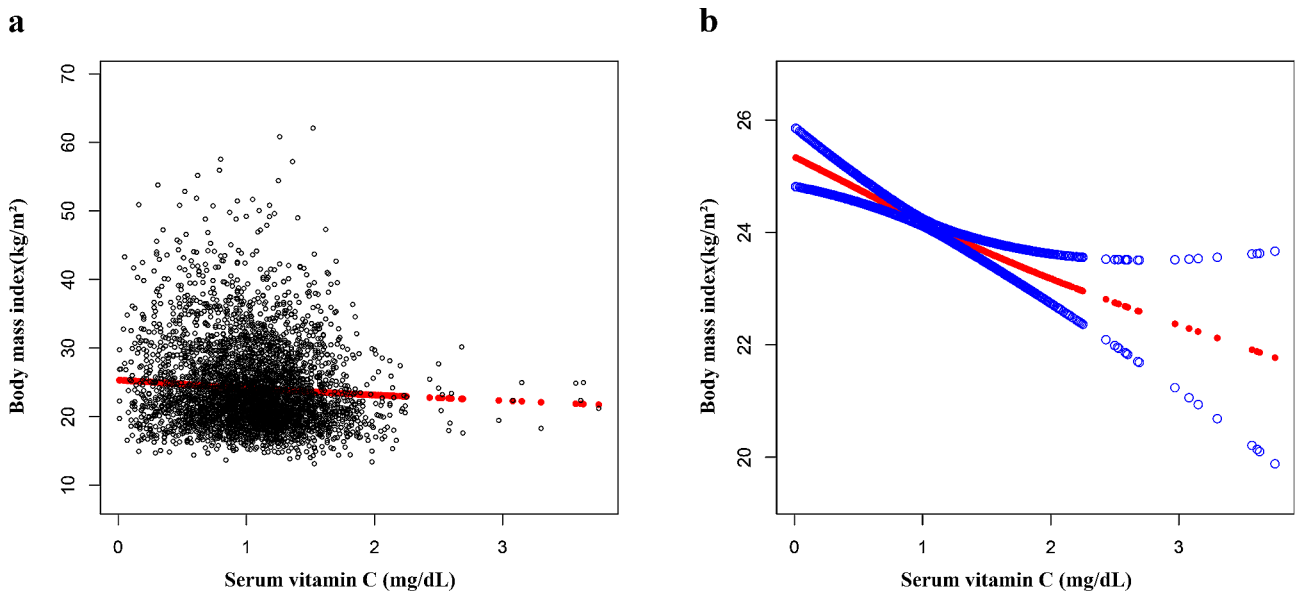 a
70
60
50
40
30
20
10
Body mass index(kg/m²)
0 1 2 3
Serum vitamin C (mg/dL)
b
26
24
22
20
Body mass index(kg/m²)
0 1 2 3
Serum vitamin C (mg/dL)